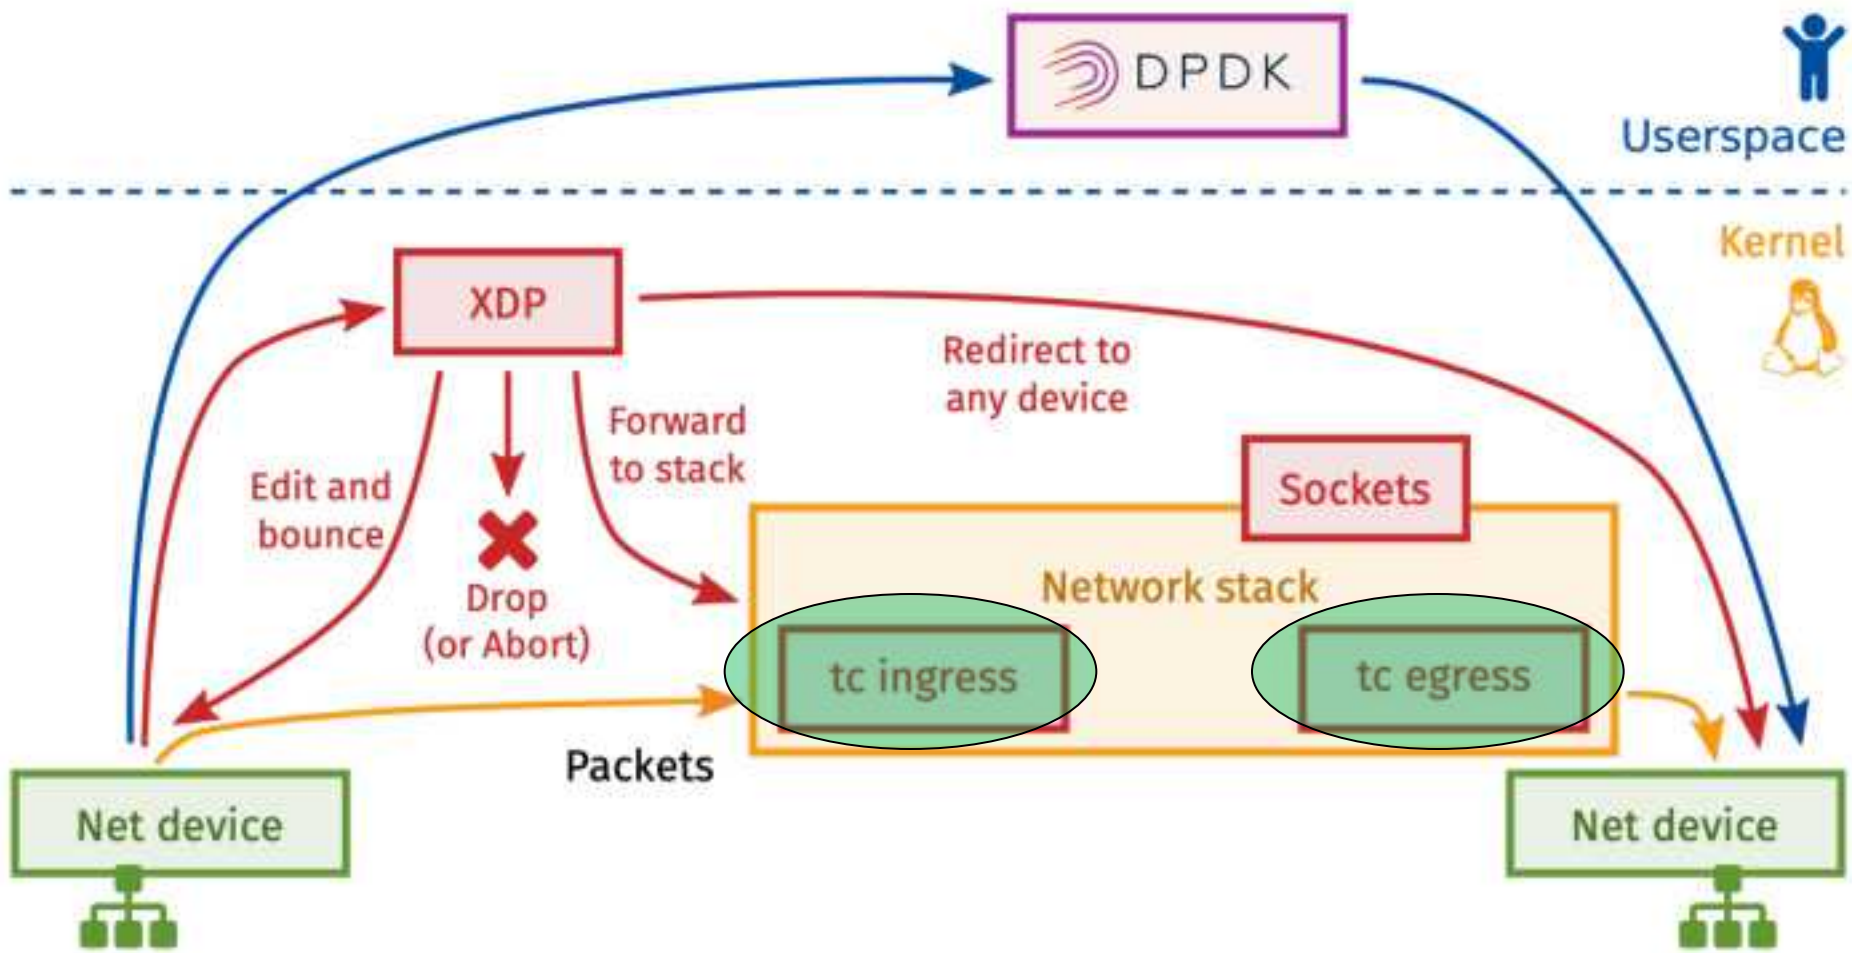 DPDK
Userspace
Kernel
XDP
Redirect to
any device
Forward
to stack
Edit and
bounce
Sockets
Network stack
Drop
(or Abort)
tc ingress
tc egress
Packets
Net device
Net device